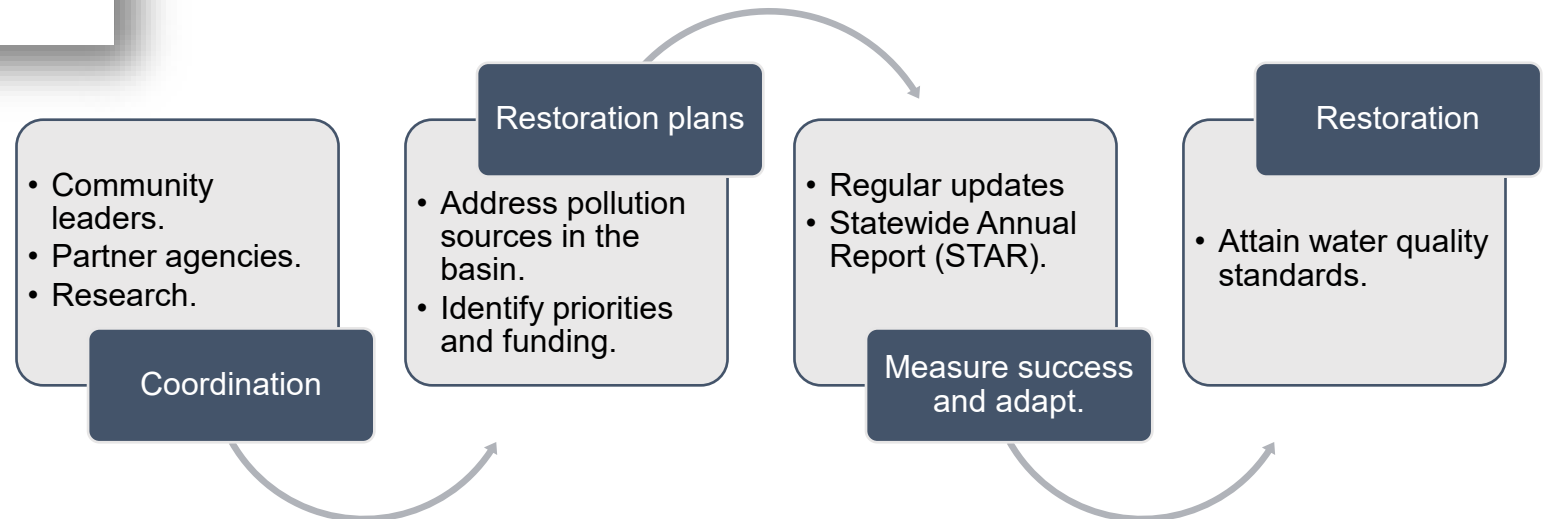 • Community
leaders.
• Partner agencies.
• Research.
Coordination
Restoration plans
• Address pollution
sources in the
basin.
• Identify priorities
and funding.
• Regular updates
• Statewide Annual
Report (STAR).
Measure success
and adapt.
Restoration
• Attain water quality
standards.